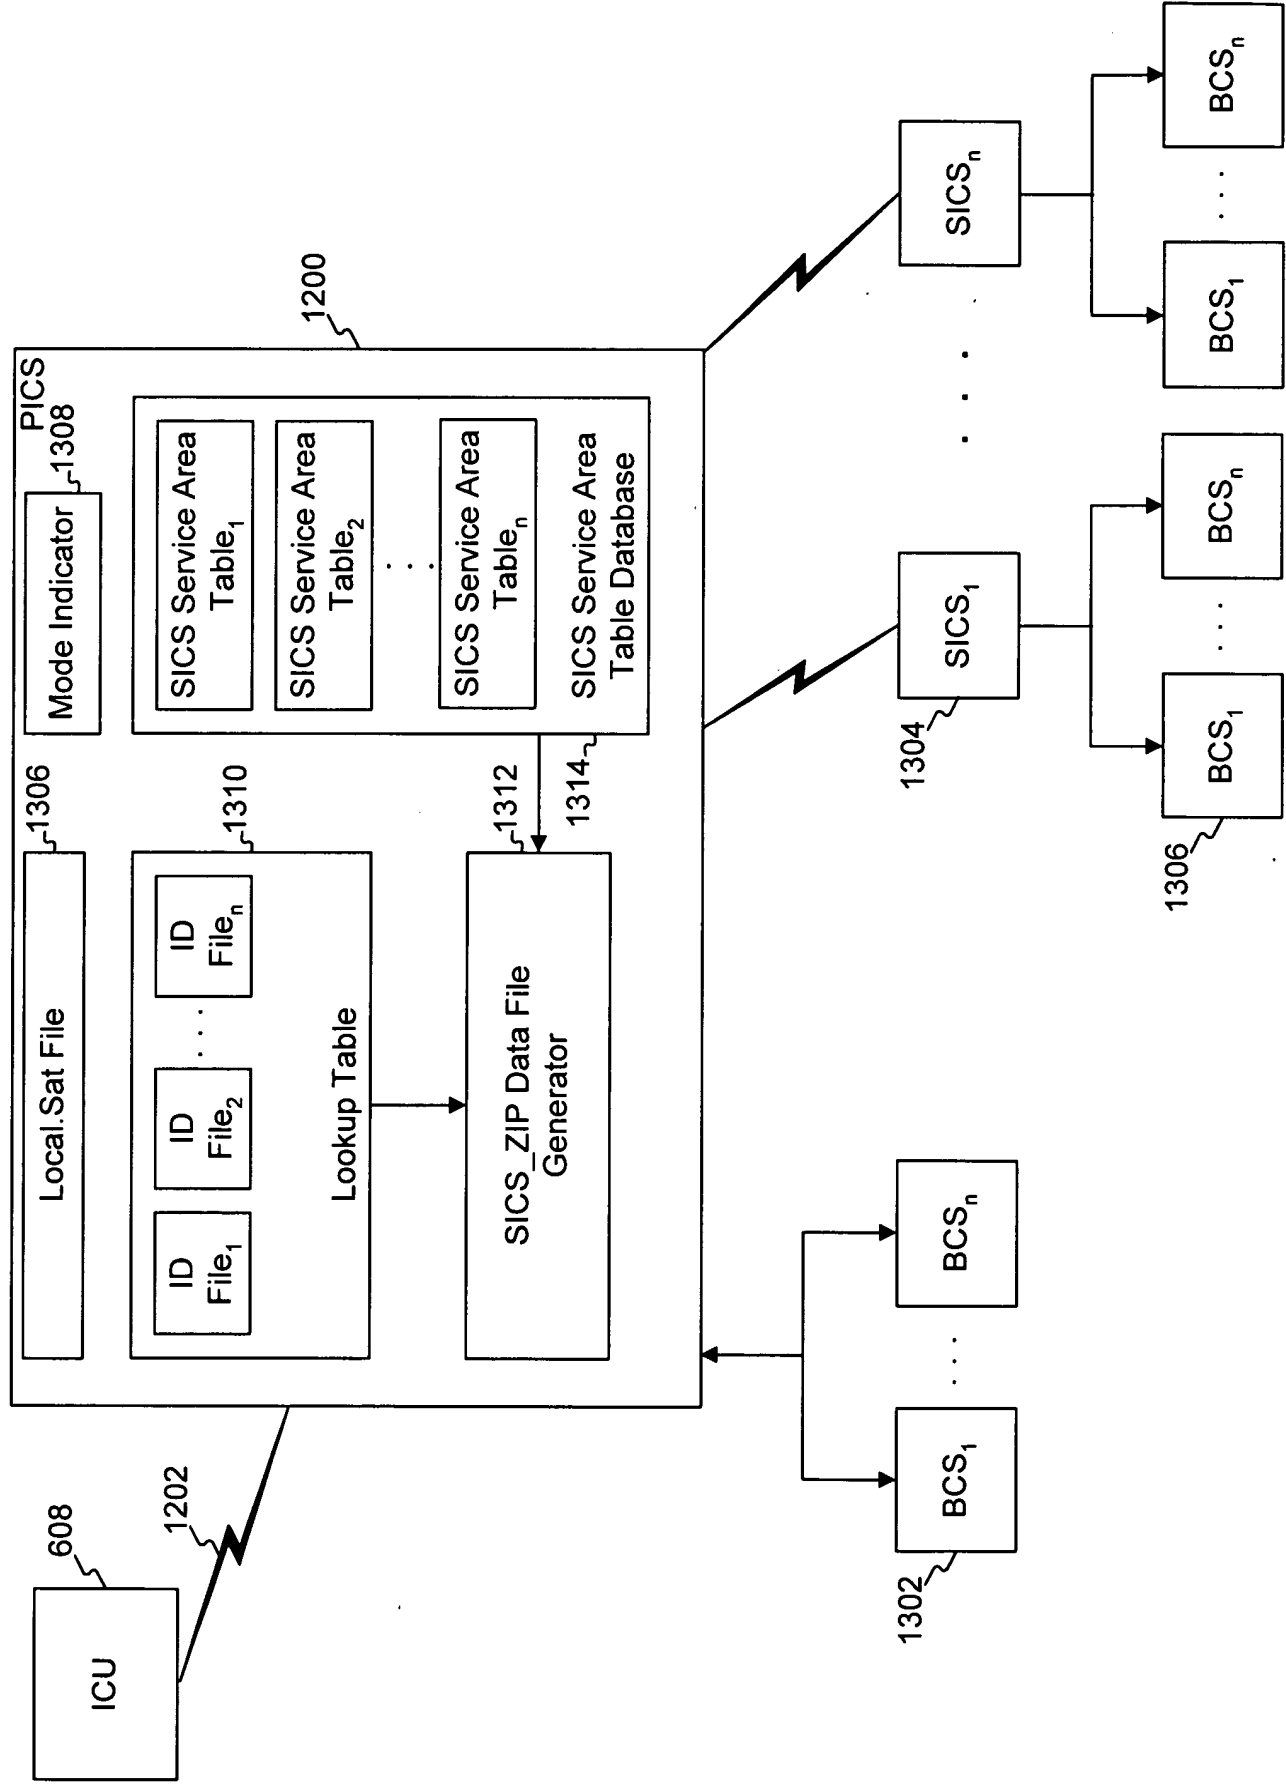 ICU
608
1202
PICS
1200
Local.Sat File
1306
Mode Indicator
1308
ID
File1
ID
File2
. . . .
ID
Filen
Lookup Table
1310
SICS Service Area
Table1
SICS Service Area
Table2
. . . .
SICS Service Area
Tablen
SICS Service Area
Table Database
1314
SICS_ZIP Data File
Generator
1312
BCS1
1302
. . .
BCSn
SICS1
1304
. . .
SICSn
BCS1
1306
. . .
BCSn
BCS1
. . .
BCSn